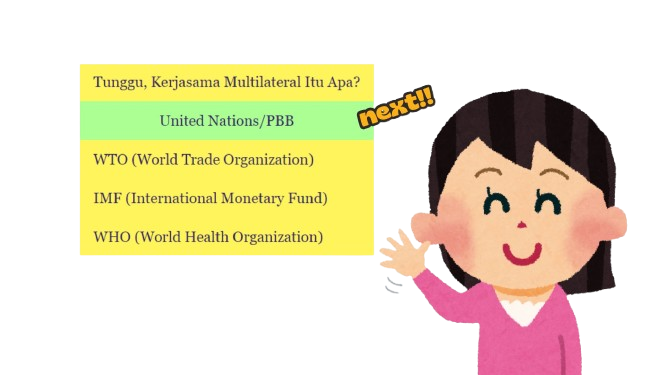 Tunggu, Kerjasama Multilateral Itu Apa?
next!!
United Nations/PBB
WTO (World Trade Organization)
IMF (International Monetary Fund)
WHO (World Health Organization)